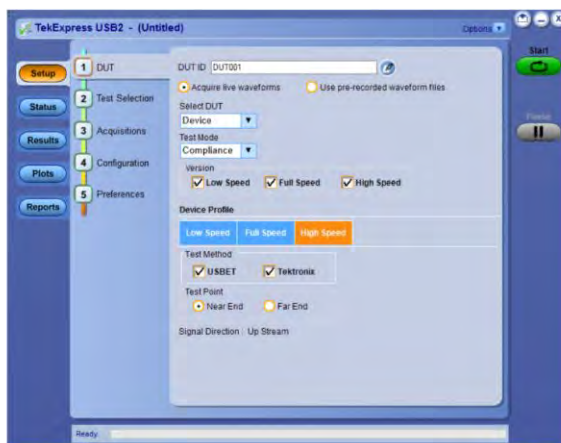 TekExpress USB2 - (Untitled)
Options
Start
Pause
Setup
Status
Results
Plots
Reports
1 DUT
2 Test Selection
3 Acquisitions
4 Configuration
5 Preferences
DUT ID DUT001
Acquire live waveforms Use pre-recorded waveform files
Select DUT
Device
Test Mode
Compliance
Version
Low Speed Full Speed High Speed
Device Profile
Low Speed Full Speed High Speed
Test Method
USBET Tektronix
Test Point
Near End Far End
Signal Direction : Up Stream
Ready